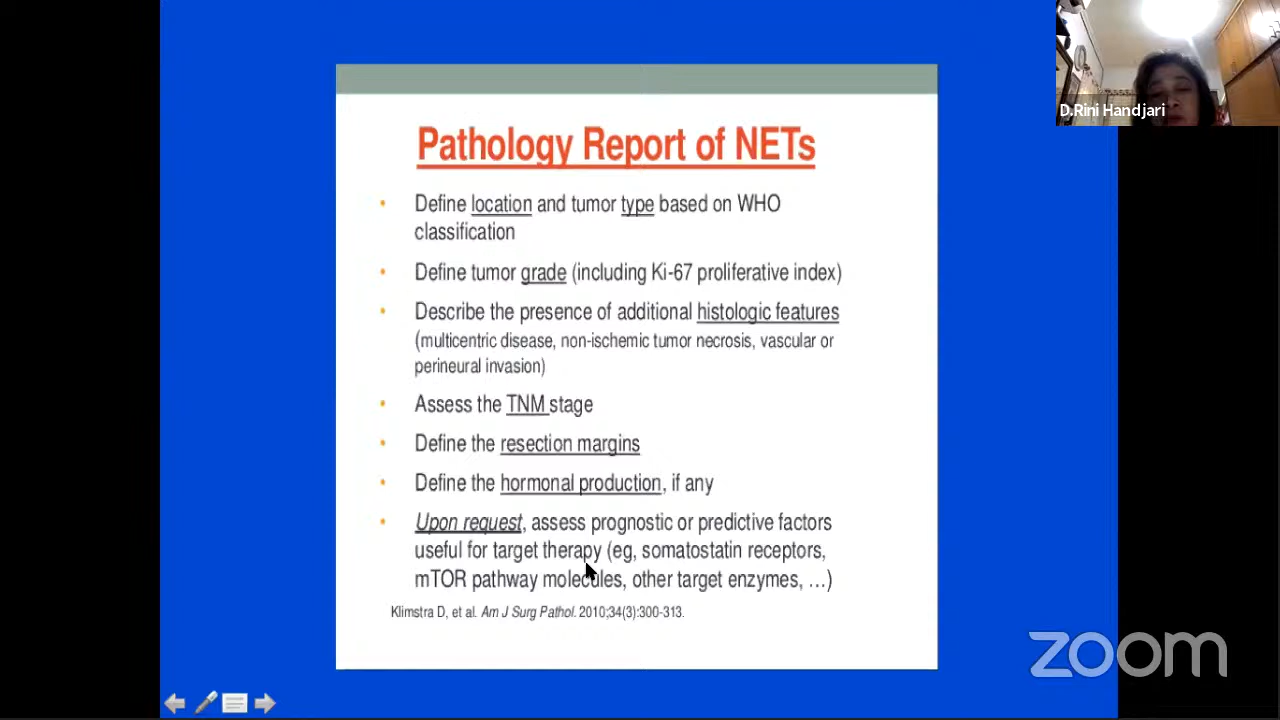 D.Rini Handjari
Pathology Report of NETs
• Define location and tumor type based on WHO
classification
• Define tumor grade (including Ki-67 proliferative index)
• Describe the presence of additional histologic features
(multicentric disease, non-ischemic tumor necrosis, vascular or
perineural invasion)
• Assess the TNM stage
• Define the resection margins
• Define the hormonal production, if any
• Upon request, assess prognostic or predictive factors
useful for target therapy (eg, somatostatin receptors,
mTOR pathway molecules, other target enzymes, …)
Klimstra D, et al. Am J Surg Pathol. 2010;34(3):300-313.
zoom